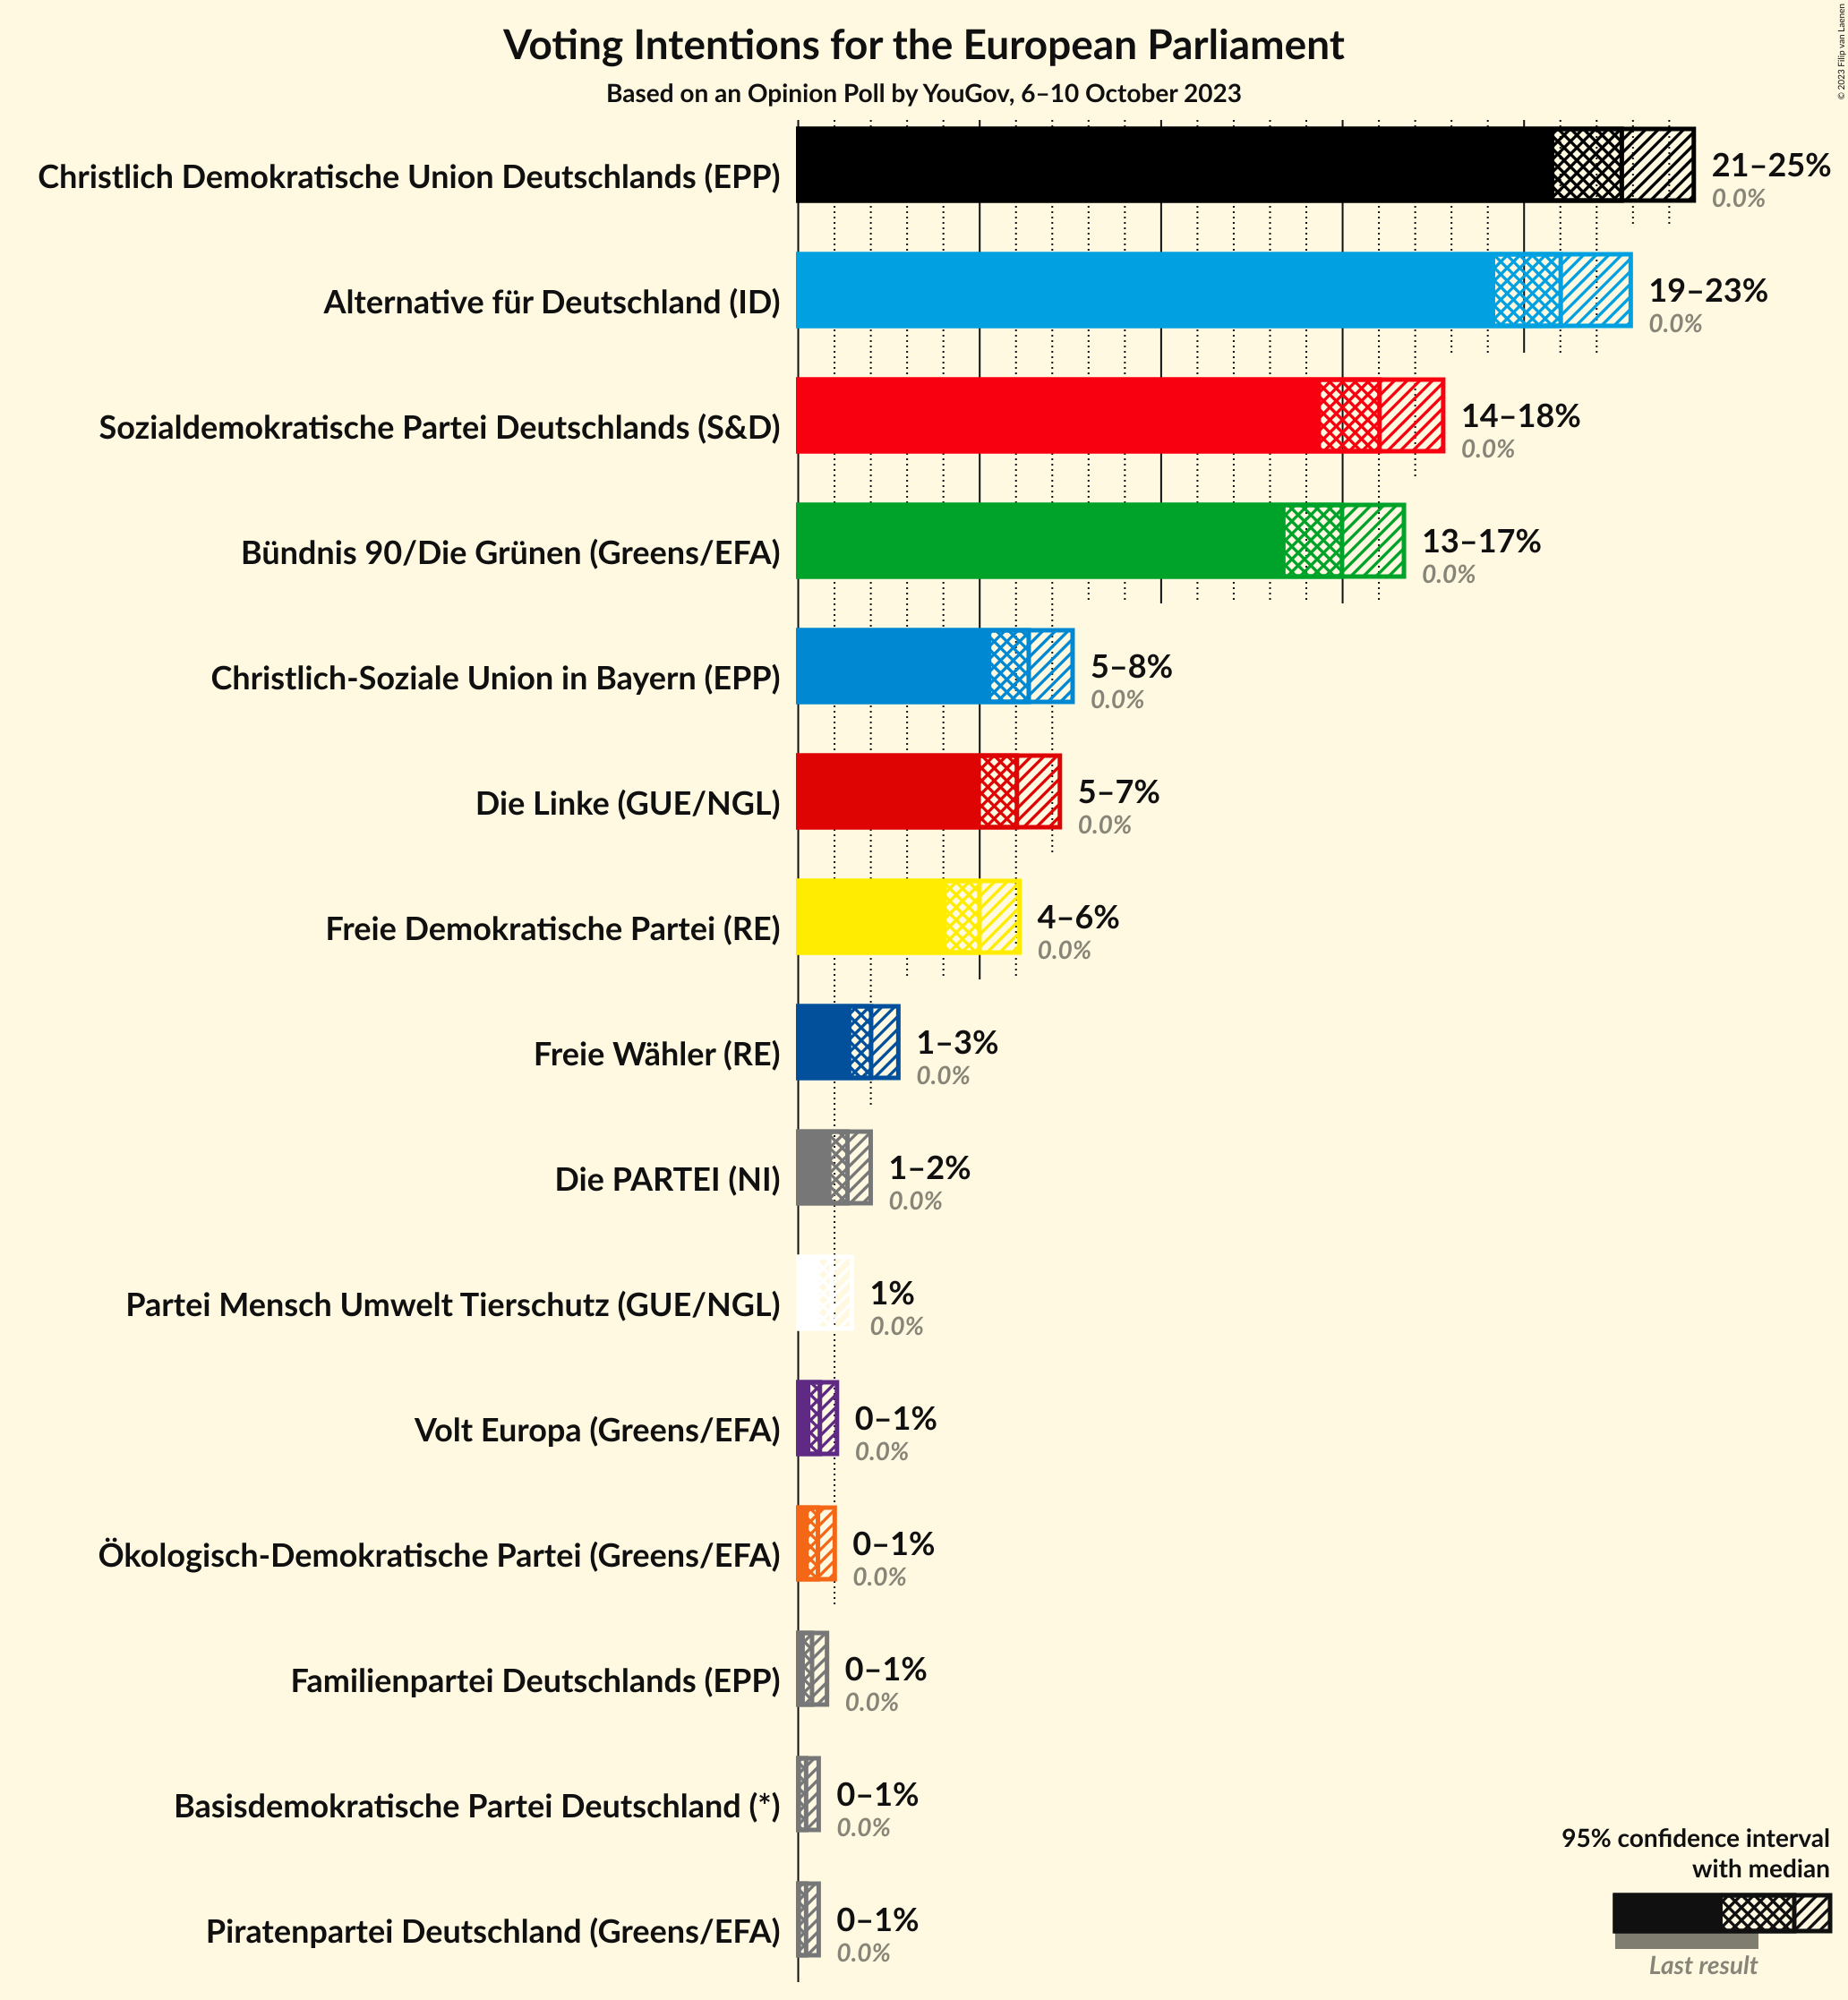 Voting Intentions for the European Parliament
Based on an Opinion Poll by YouGov, 6–10 October 2023
© 2023 Filip van Laenen
Christlich Demokratische Union Deutschlands (EPP)
21–25%
0.0%
Alternative für Deutschland (ID)
19–23%
0.0%
Sozialdemokratische Partei Deutschlands (S&D)
14–18%
0.0%
Bündnis 90/Die Grünen (Greens/EFA)
13–17%
0.0%
Christlich-Soziale Union in Bayern (EPP)
5–8%
0.0%
Die Linke (GUE/NGL)
5–7%
0.0%
Freie Demokratische Partei (RE)
4–6%
0.0%
Freie Wähler (RE)
1–3%
0.0%
Die PARTEI (NI)
1–2%
0.0%
Partei Mensch Umwelt Tierschutz (GUE/NGL)
1%
0.0%
Volt Europa (Greens/EFA)
0–1%
0.0%
Ökologisch-Demokratische Partei (Greens/EFA)
0–1%
0.0%
Familienpartei Deutschlands (EPP)
0–1%
0.0%
Basisdemokratische Partei Deutschland (*)
0–1%
0.0%
Piratenpartei Deutschland (Greens/EFA)
0–1%
0.0%
95% confidence interval
with median
Last result